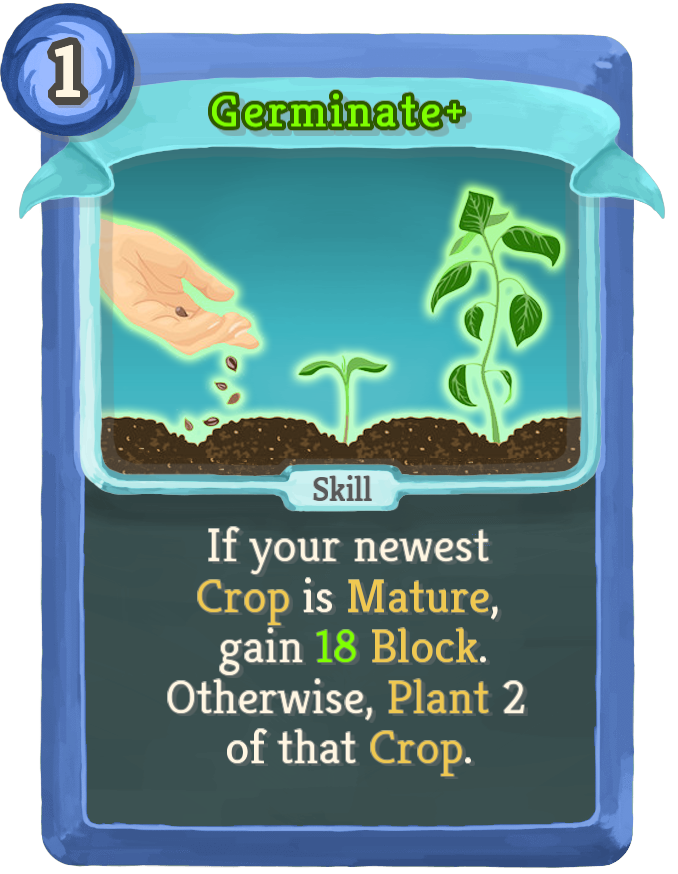 1
Germinate+
Skill
If your newest
Crop is Mature,
gain 18 Block.
Otherwise, Plant 2
of that Crop.